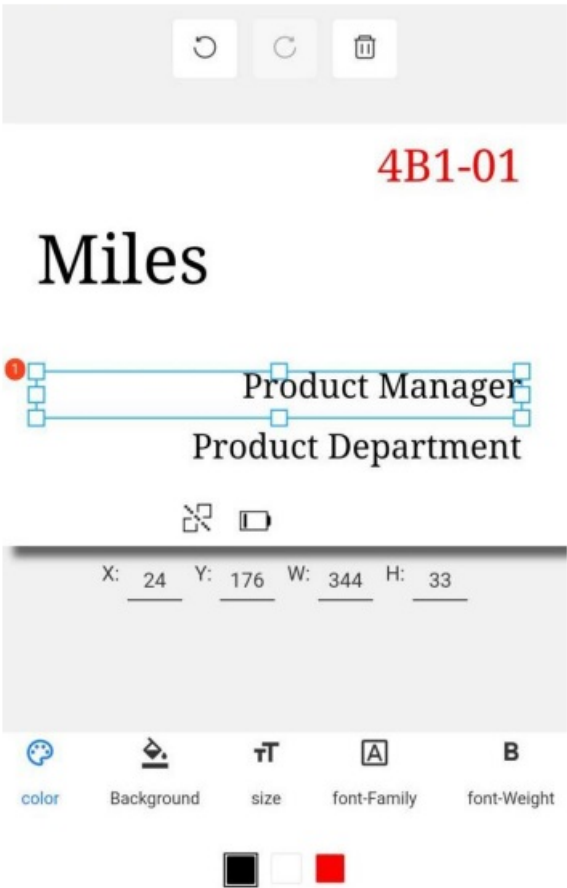 4B1-01
Miles
1
Product Manager
Product Department
X: 24 Y: 176 W: 344 H: 33
color Background size font-Family font-Weight